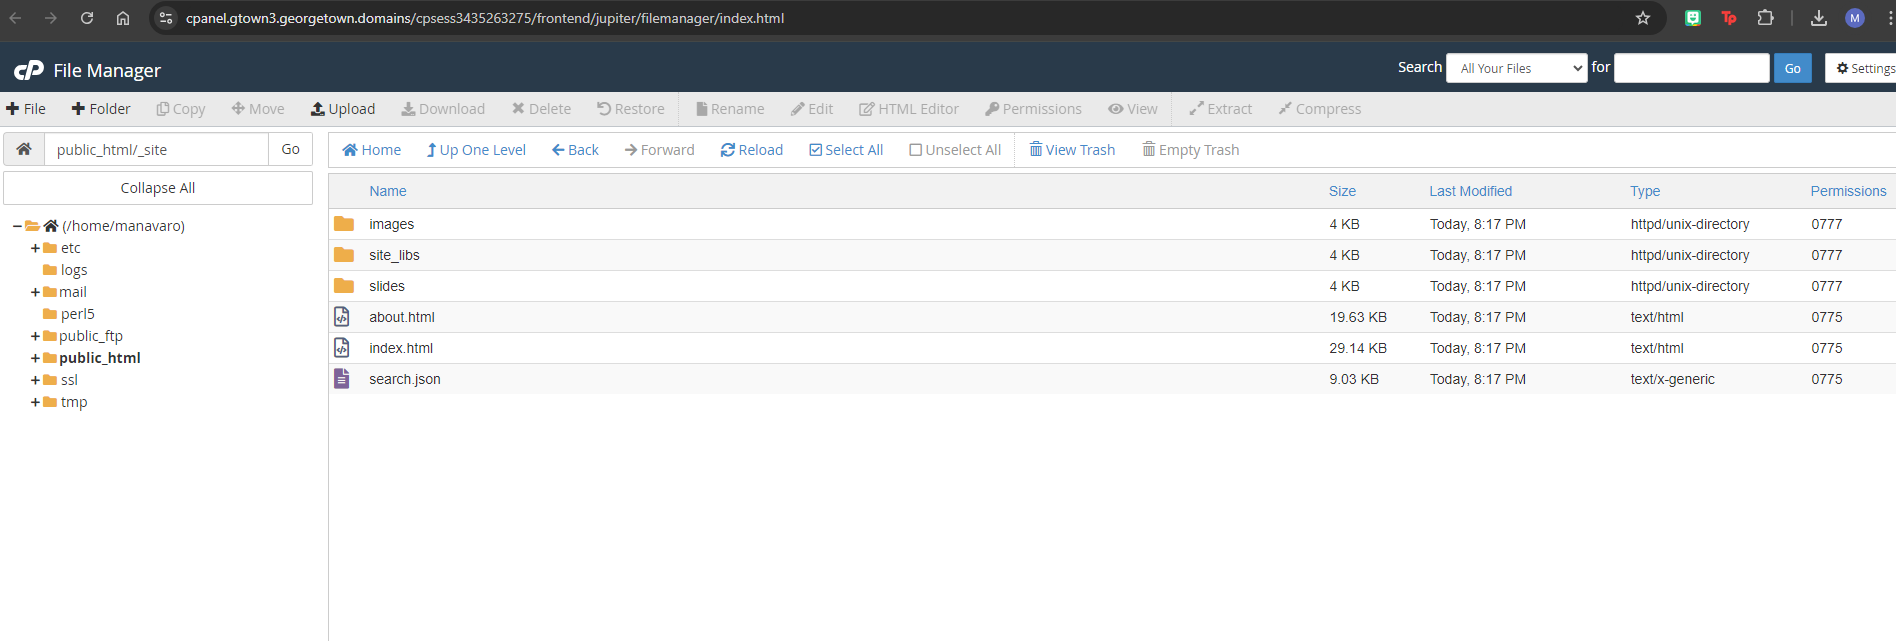 cpanel.gtown3.georgetown.domains/cpsess3435263275/frontend/jupiter/filemanager/index.html
Tp
M
cP File Manager
Search All Your Files for Go Settings
File Folder Copy Move Upload Download Delete Restore Rename Edit HTML Editor Permissions View Extract Compress
public_html/_site Go
Home Up One Level Back Forward Reload Select All Unselect All View Trash Empty Trash
Collapse All
Name Size Last Modified Type Permissions
(/home/manavaro)
etc
logs
mail
perl5
public_ftp
public_html
ssl
tmp
images 4 KB Today, 8:17 PM httpd/unix-directory 0777
site_libs 4 KB Today, 8:17 PM httpd/unix-directory 0777
slides 4 KB Today, 8:17 PM httpd/unix-directory 0777
about.html 19.63 KB Today, 8:17 PM text/html 0775
index.html 29.14 KB Today, 8:17 PM text/html 0775
search.json 9.03 KB Today, 8:17 PM text/x-generic 0775